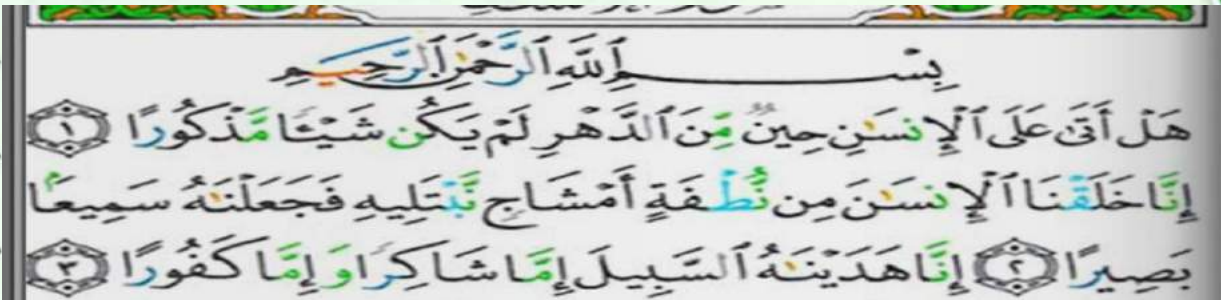 بِسْمِ ٱللَّهِ ٱلرَّحْمَٰنِ ٱلرَّحِيمِ
هَلْ أَتَىٰ عَلَى ٱلْإِنسَٰنِ حِينٌ مِّنَ ٱلدَّهْرِ لَمْ يَكُن شَيْـًٔا مَّذْكُورًا ١
إِنَّا خَلَقْنَا ٱلْإِنسَٰنَ مِن نُّطْفَةٍ أَمْشَاجٍ نَّبْتَلِيهِ فَجَعَلْنَٰهُ سَمِيعًۢا
بَصِيرًا ٢ إِنَّا هَدَيْنَٰهُ ٱلسَّبِيلَ إِمَّا شَاكِرًا وَإِمَّا كَفُورًا ٣